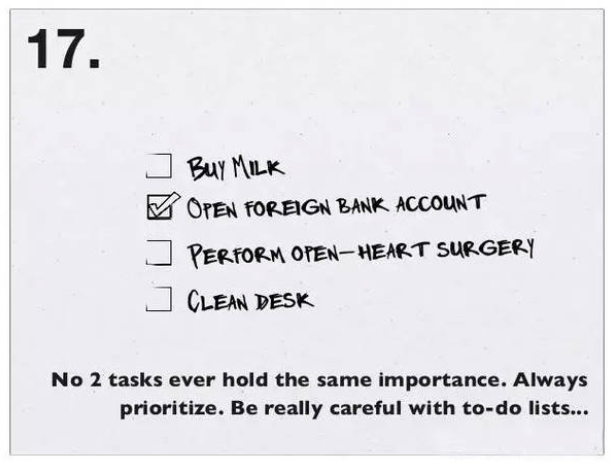 17.
BUY MILK
OPEN FOREIGN BANK ACCOUNT
PERFORM OPEN-HEART SURGERY
CLEAN DESK
No 2 tasks ever hold the same importance. Always
prioritize. Be really careful with to-do lists...